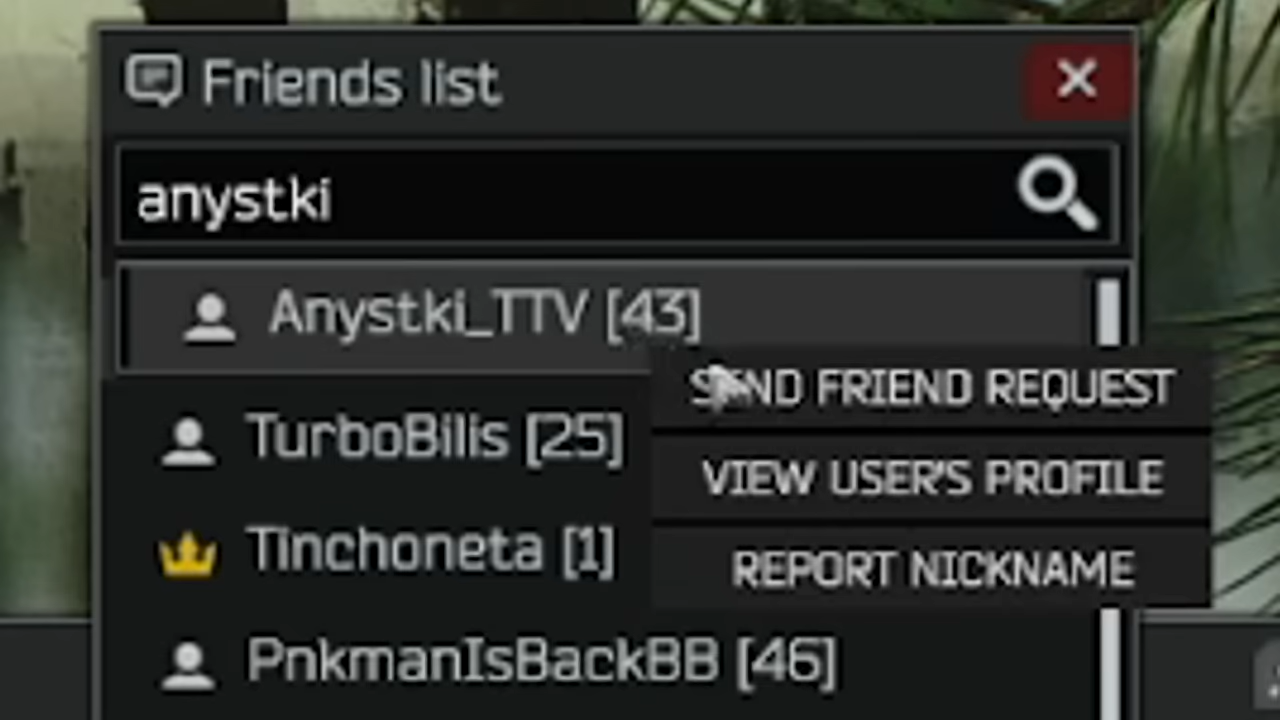 Friends list
anystki
Anystki_TTV [43]
SEND FRIEND REQUEST
TurboBilis [25]
VIEW USER'S PROFILE
Tinchoneta [1]
REPORT NICKNAME
PnkmanIsBackBB [46]